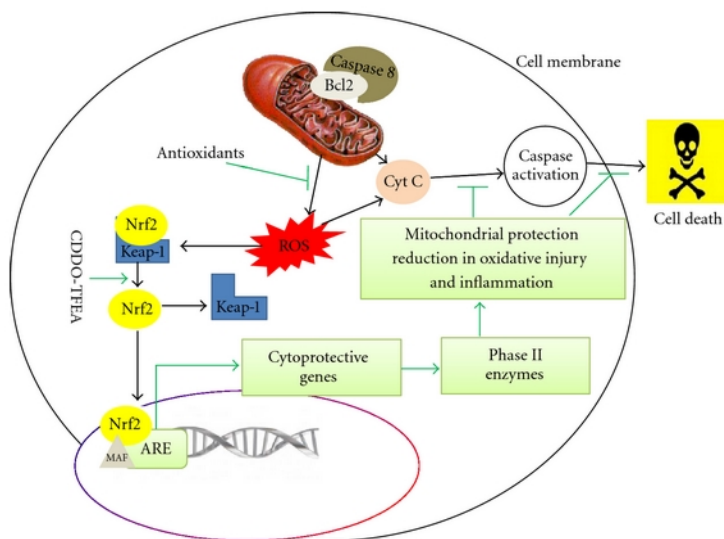 Caspase 8
Bcl2
Cell membrane
Antioxidants
Cyt C
Caspase
activation
Cell death
Nrf2
Keap-1
ROS
Mitochondrial protection
reduction in oxidative injury
and inflammation
CDDO-TFEA
Nrf2
Keap-1
Cytoprotective
genes
Phase II
enzymes
Nrf2
MAF
ARE